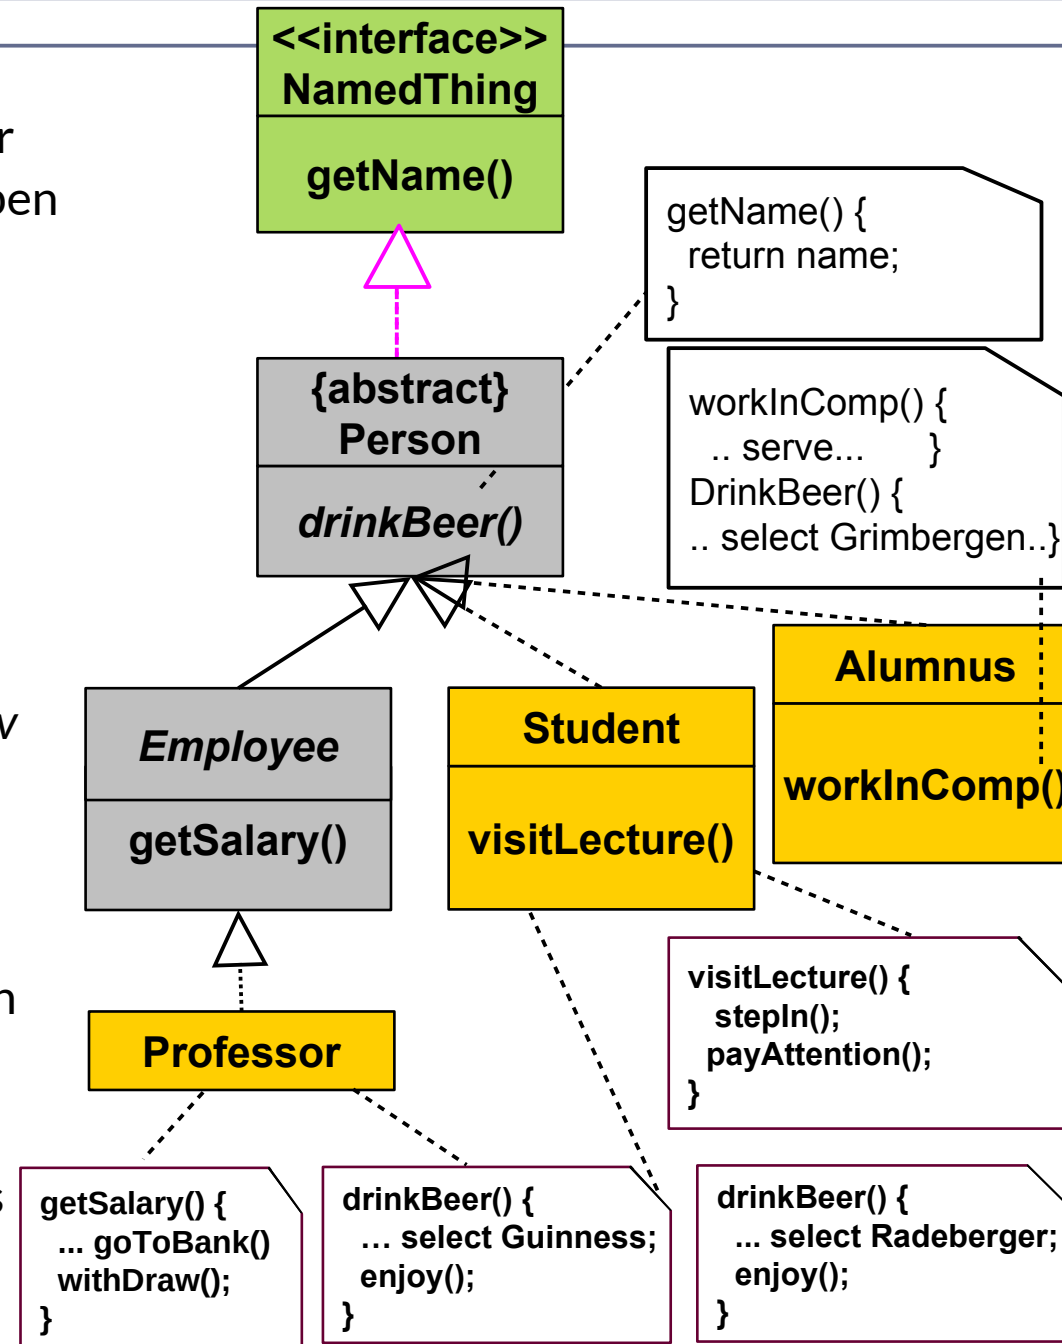 <<interface>>
NamedThing
getName()
r
pen
getName() {
return name;
}
{abstract}
Person
drinkBeer()
workInComp() {
.. serve... }
DrinkBeer() {
.. select Grimbergen..}
Employee
getSalary()
Student
visitLecture()
Alumnus
workInComp()
visitLecture() {
stepIn();
payAttention();
}
n
Professor
s
getSalary() {
... goToBank()
withDraw();
}
drinkBeer() {
... select Guinness;
enjoy();
}
drinkBeer() {
... select Radeberger;
enjoy();
}